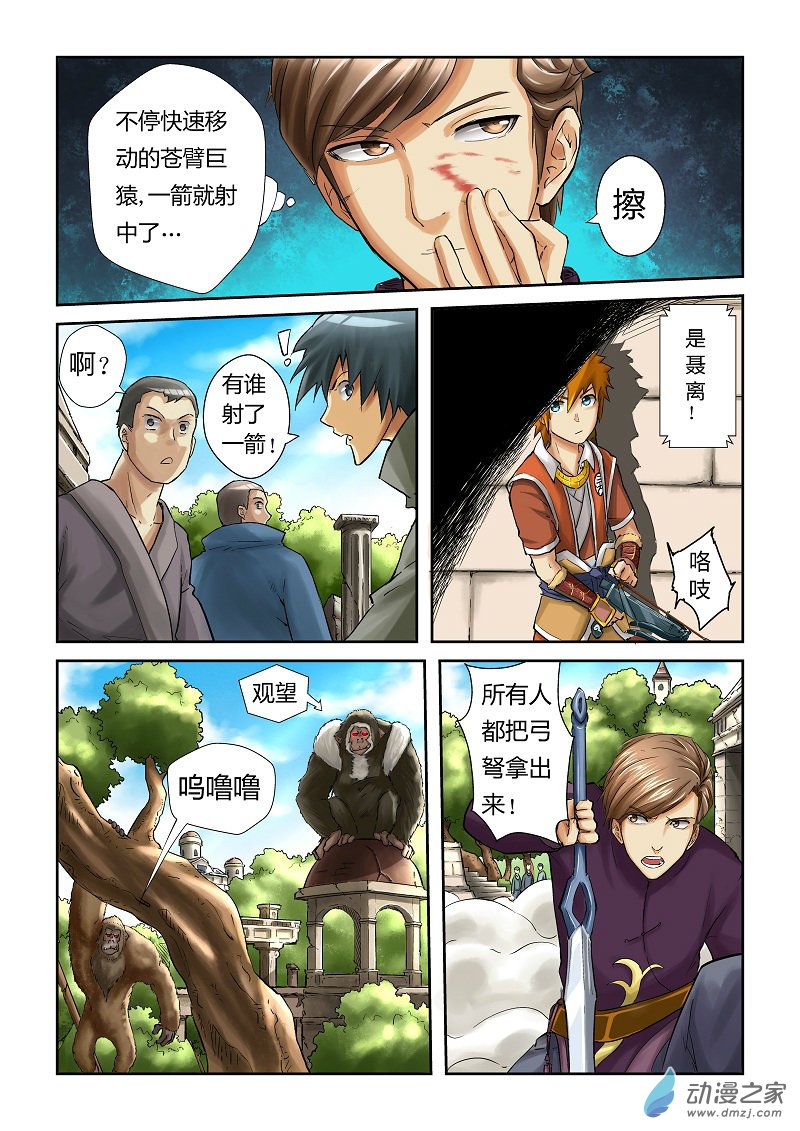 不停快速移
动的苍臂巨
猿,一箭就射
中了…
擦
啊？
有谁
射了
一箭！
!
是
聂
离
！
咯
吱
观望
呜噜噜
所有人
都把弓
弩拿出
来！
动漫之家
www.dmzj.com